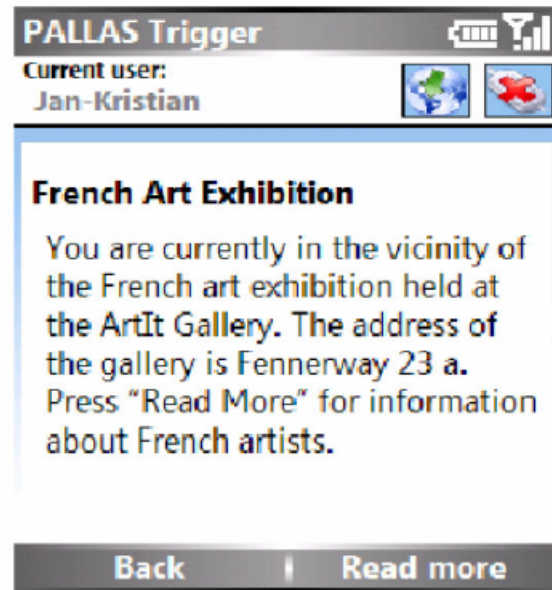 PALLAS Trigger
Current user:
Jan-Kristian
French Art Exhibition
You are currently in the vicinity of
the French art exhibition held at
the ArtIt Gallery. The address of
the gallery is Fennerway 23 a.
Press “Read More” for information
about French artists.
Back
Read more